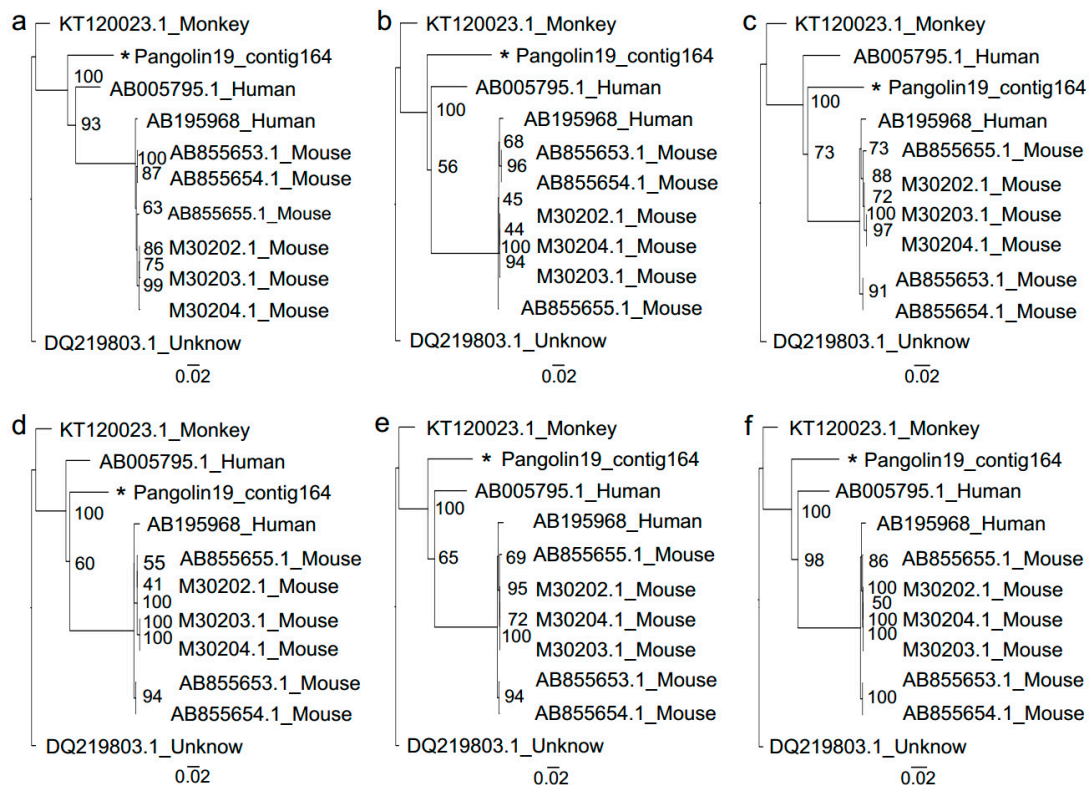 a
KT120023.1_Monkey
* Pangolin19_contig164
100
AB005795.1_Human
93
AB195968_Human
100
AB855653.1_Mouse
87
AB855654.1_Mouse
63
AB855655.1_Mouse
86
M30202.1_Mouse
75
M30203.1_Mouse
99
M30204.1_Mouse
DQ219803.1_Unknow
0.02
b
KT120023.1_Monkey
* Pangolin19_contig164
AB005795.1_Human
100
AB195968_Human
68
AB855653.1_Mouse
56
96
AB855654.1_Mouse
45
M30202.1_Mouse
44
M30204.1_Mouse
100
94
M30203.1_Mouse
AB855655.1_Mouse
DQ219803.1_Unknow
0.02
c
KT120023.1_Monkey
AB005795.1_Human
* Pangolin19_contig164
100
AB195968_Human
73
73
AB855655.1_Mouse
88
M30202.1_Mouse
72
M30203.1_Mouse
100
97
M30204.1_Mouse
AB855653.1_Mouse
91
AB855654.1_Mouse
DQ219803.1_Unknow
0.02
d
KT120023.1_Monkey
AB005795.1_Human
* Pangolin19_contig164
100
AB195968_Human
60
55
AB855655.1_Mouse
41
M30202.1_Mouse
100
100
M30203.1_Mouse
100
M30204.1_Mouse
AB855653.1_Mouse
94
AB855654.1_Mouse
DQ219803.1_Unknow
0.02
e
KT120023.1_Monkey
* Pangolin19_contig164
AB005795.1_Human
100
AB195968_Human
65
69
AB855655.1_Mouse
95
M30202.1_Mouse
72
M30204.1_Mouse
100
M30203.1_Mouse
AB855653.1_Mouse
94
AB855654.1_Mouse
DQ219803.1_Unknow
0.02
f
KT120023.1_Monkey
* Pangolin19_contig164
AB005795.1_Human
100
AB195968_Human
98
86
AB855655.1_Mouse
100
M30202.1_Mouse
50
100
M30204.1_Mouse
100
M30203.1_Mouse
AB855653.1_Mouse
100
AB855654.1_Mouse
DQ219803.1_Unknow
0.02